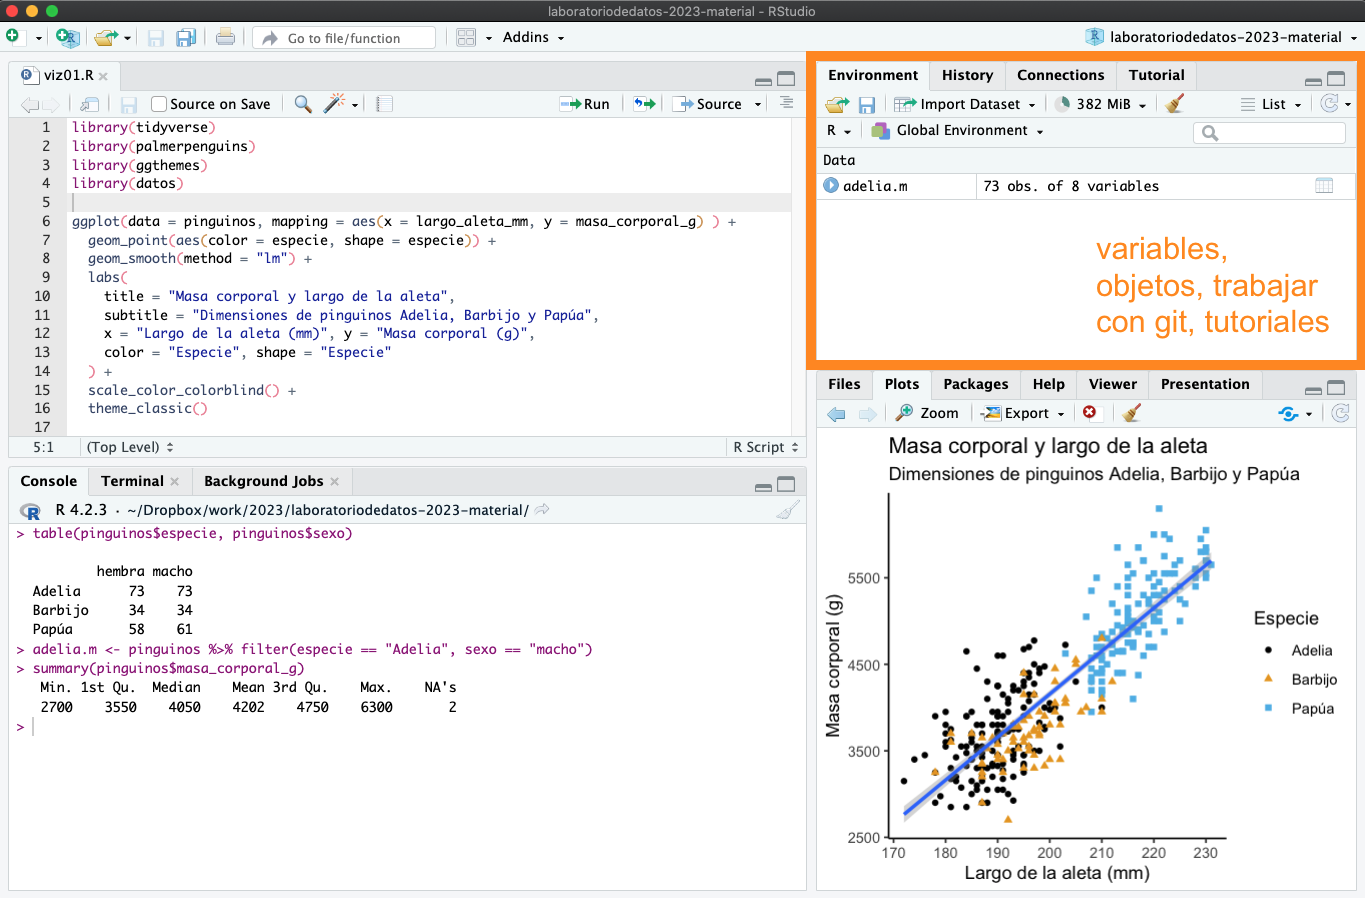 laboratoriodedatos-2023-material - RStudio
Go to file/function
Addins
laboratoriodedatos-2023-material
viz01.R
Source on Save
Run
Source
1 library(tidyverse)
2 library(palmerpenguins)
3 library(ggthemes)
4 library(datos)
5
6 ggplot(data = pinguinos, mapping = aes(x = largo_aleta_mm, y = masa_corporal_g) ) +
7 geom_point(aes(color = especie, shape = especie)) +
8 geom_smooth(method = "lm") +
9 labs(
10 title = "Masa corporal y largo de la aleta",
11 subtitle = "Dimensiones de pinguinos Adelia, Barbijo y Papúa",
12 x = "Largo de la aleta (mm)", y = "Masa corporal (g)",
13 color = "Especie", shape = "Especie"
14 ) +
15 scale_color_colorblind() +
16 theme_classic()
17
5:1 (Top Level) R Script
Console Terminal Background Jobs
R R 4.2.3 · ~/Dropbox/work/2023/laboratoriodedatos-2023-material/
> table(pinguinos$especie, pinguinos$sexo)
hembra macho
Adelia 73 73
Barbijo 34 34
Papúa 58 61
> adelia.m <- pinguinos %>% filter(especie == "Adelia", sexo == "macho")
> summary(pinguinos$masa_corporal_g)
Min. 1st Qu. Median Mean 3rd Qu. Max. NA's
2700 3550 4050 4202 4750 6300 2
>
Environment History Connections Tutorial
Import Dataset 382 MiB List
R Global Environment
Data
adelia.m 73 obs. of 8 variables
variables,
objetos, trabajar
con git, tutoriales
Files Plots Packages Help Viewer Presentation
Zoom Export
Masa corporal y largo de la aleta
Dimensiones de pinguinos Adelia, Barbijo y Papúa
Masa corporal (g)
5500
4500
3500
2500
170 180 190 200 210 220 230
Largo de la aleta (mm)
Especie
Adelia
Barbijo
Papúa